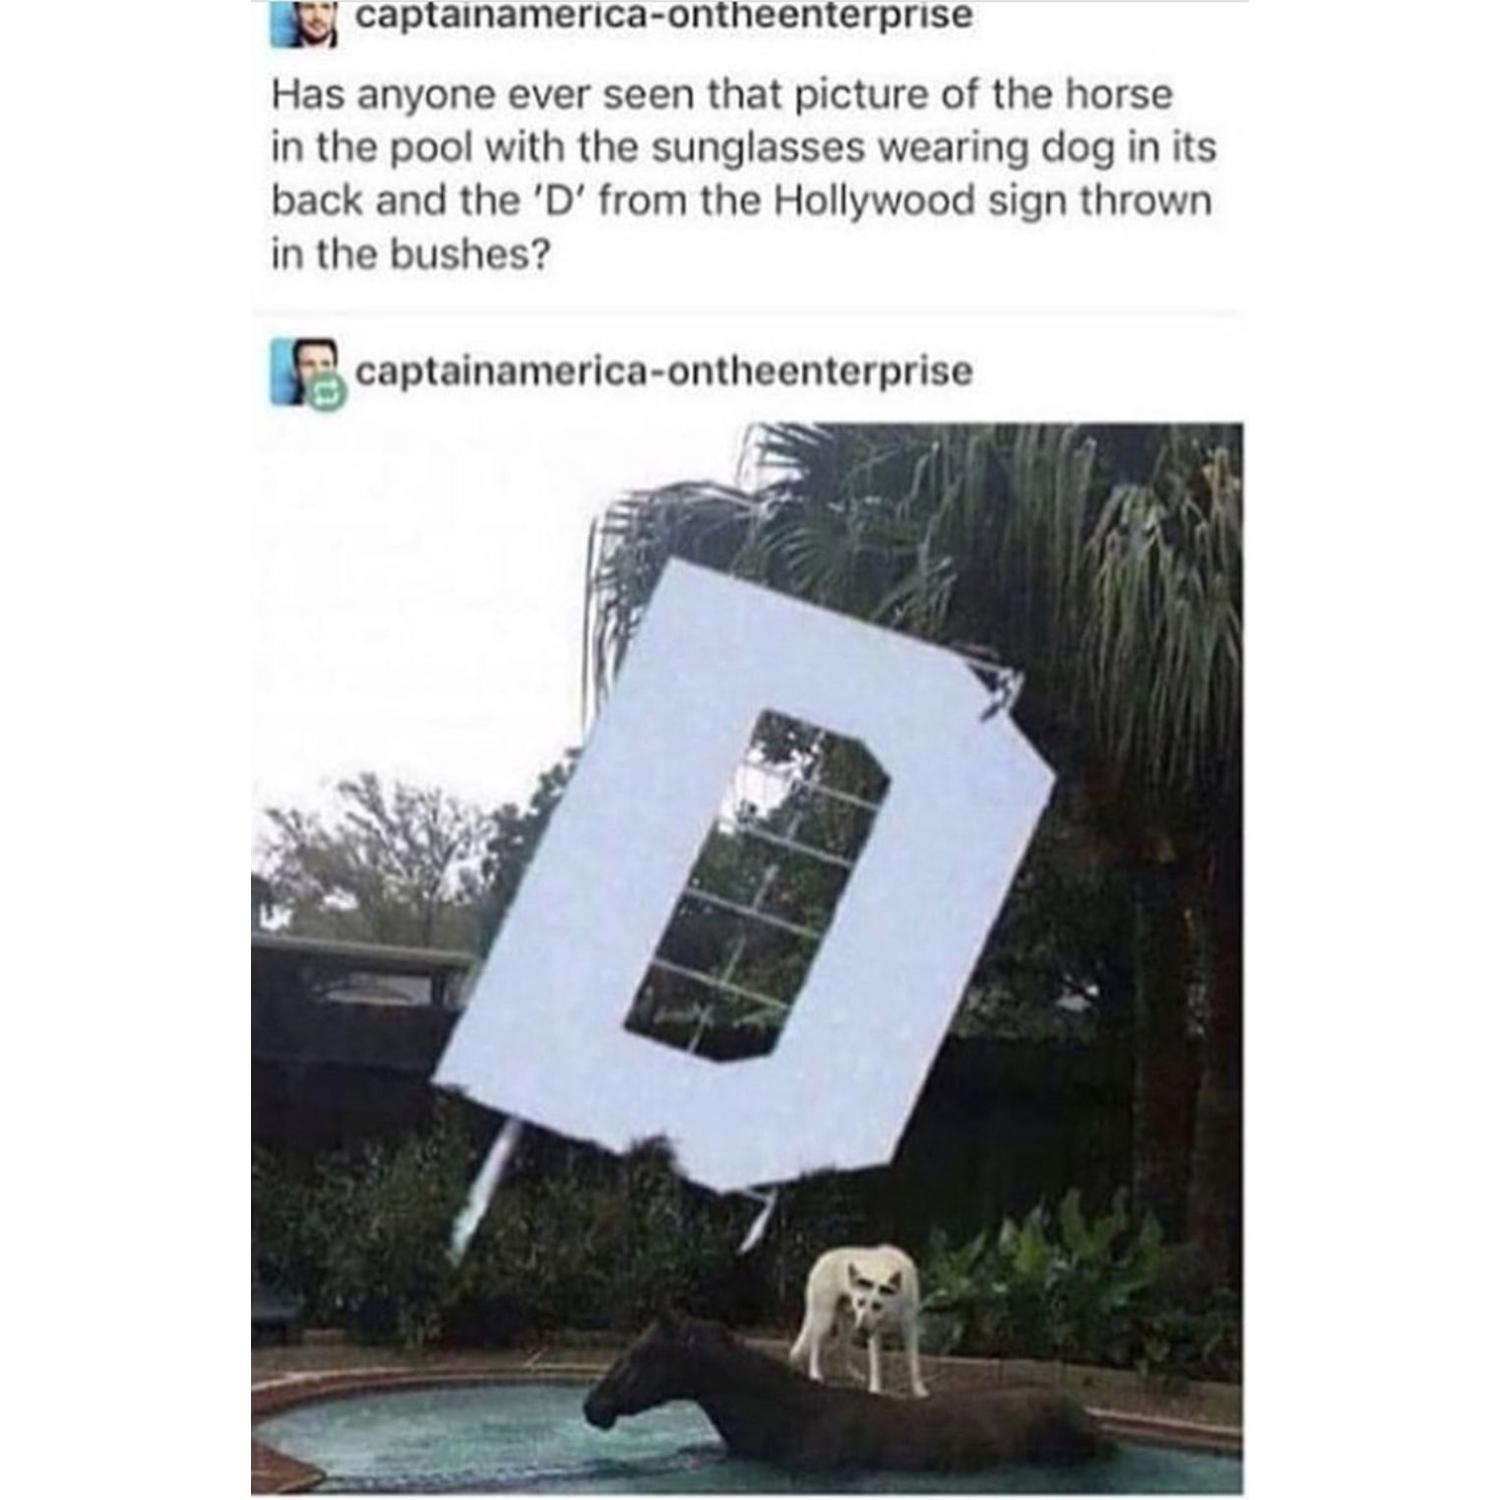 captainamerica-ontheenterprise
Has anyone ever seen that picture of the horse
in the pool with the sunglasses wearing dog in its
back and the 'D' from the Hollywood sign thrown
in the bushes?
captainamerica-ontheenterprise
D